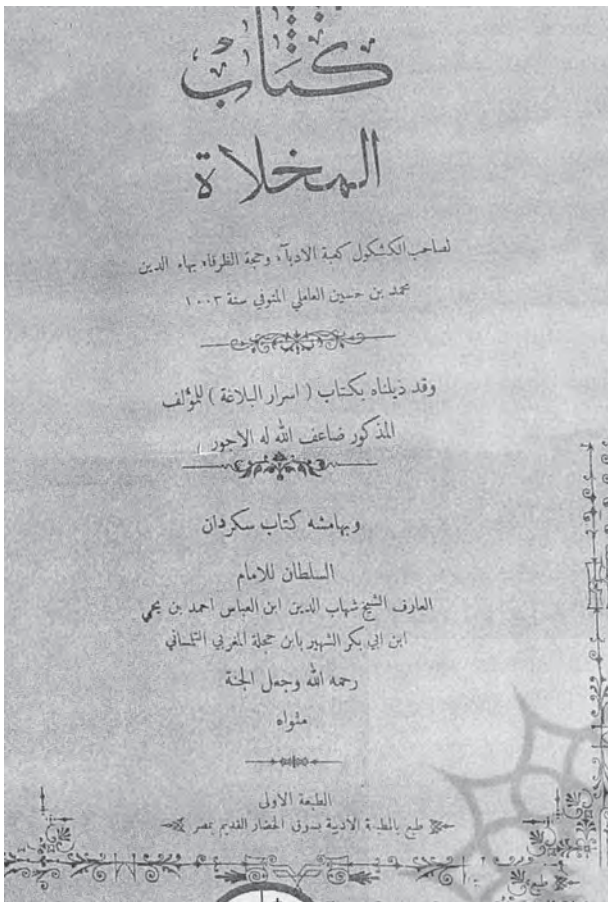 كتاب
المخلاة
لصاحب الكشكول كعبة الادبآء وحجة الظرفاء بهاء الدين
محمد بن حسين العاملي المتوفي سنة ١٠٠٣
وقد ذيلناه بكتاب ( اسرار البلاغة ) للمؤلف
المذكور ضاعف الله له الاجور
وبهامشه كتاب سكردان
السلطان للامام
العارف الشيخ شهاب الدين ابن العباس احمد بن يحيي
ابن ابي بكر الشهير بابن حجلة المغربي التلمساني
رحمه الله وجعل الجنة
مثواه
الطبعة الاولى
طبع بالمطبعة الادبية بسوق الخضار القديم بمصر
طبع